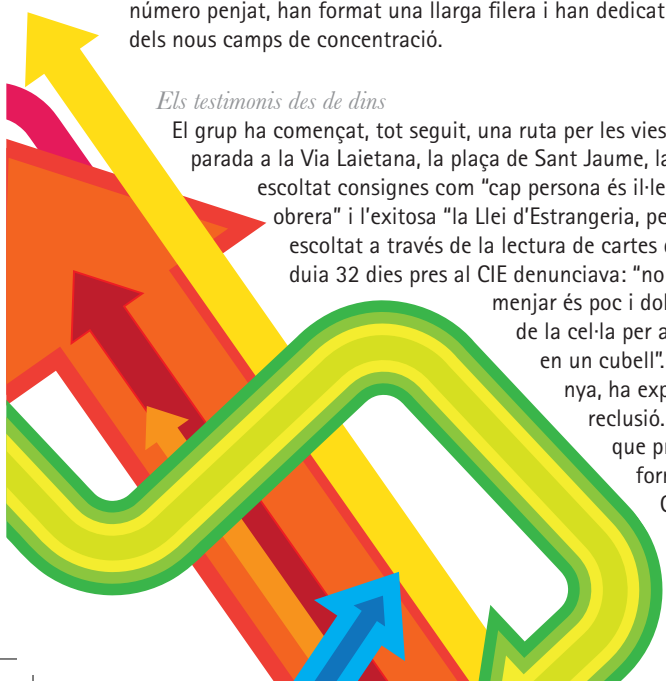 número penjat, han format una llarga filera i han dedicat
dels nous camps de concentració.
Els testimonis des de dins
El grup ha començat, tot seguit, una ruta per les vies
parada a la Via Laietana, la plaça de Sant Jaume, la
escoltat consignes com “cap persona és il·le
obrera” i l’exitosa “la Llei d’Estrangeria, pe
escoltat a través de la lectura de cartes
duia 32 dies pres al CIE denunciava: “no
menjar és poc i dol
de la cel·la per a
en un cubell”.
nya, ha exp
reclusió.
que pr
forr